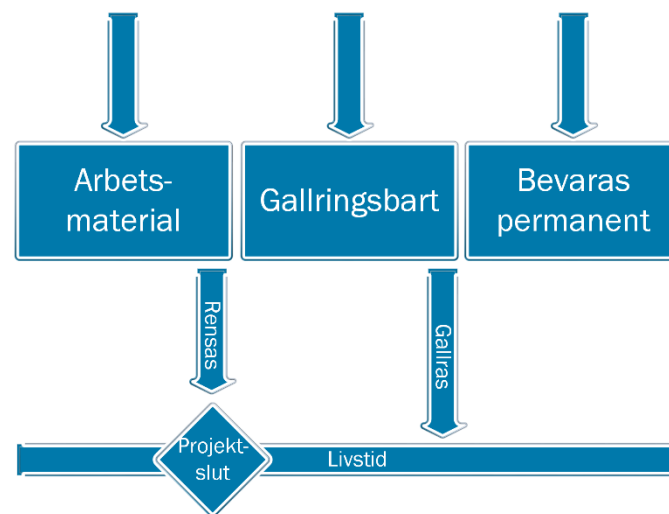 Arbets-
material
Gallringsbart
Bevaras
permanent
Rensas
Gallras
Projekt-
slut
Livstid